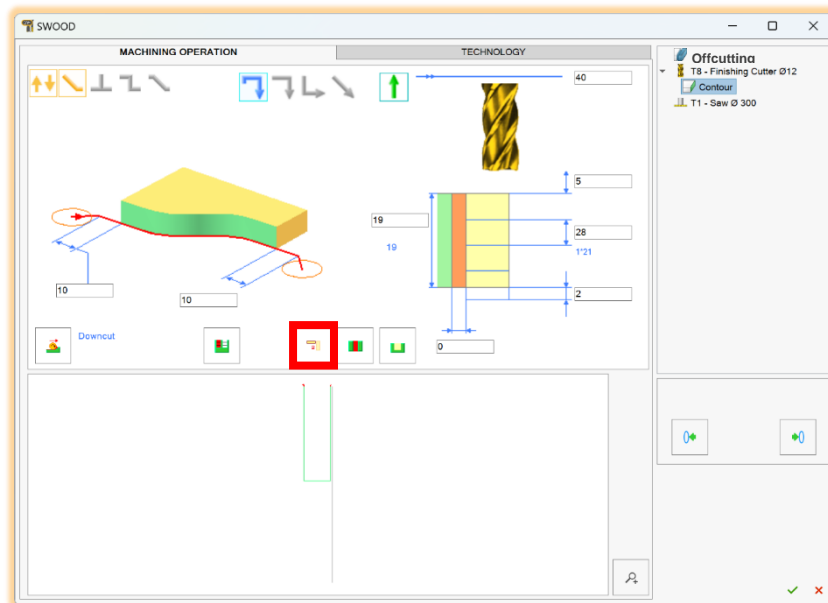 SWOOD
MACHINING OPERATION
TECHNOLOGY
Offcutting
T8 - Finishing Cutter Ø12
Contour
T1 - Saw Ø 300
40
5
19
19
28
1*21
2
10
10
0
Downcut